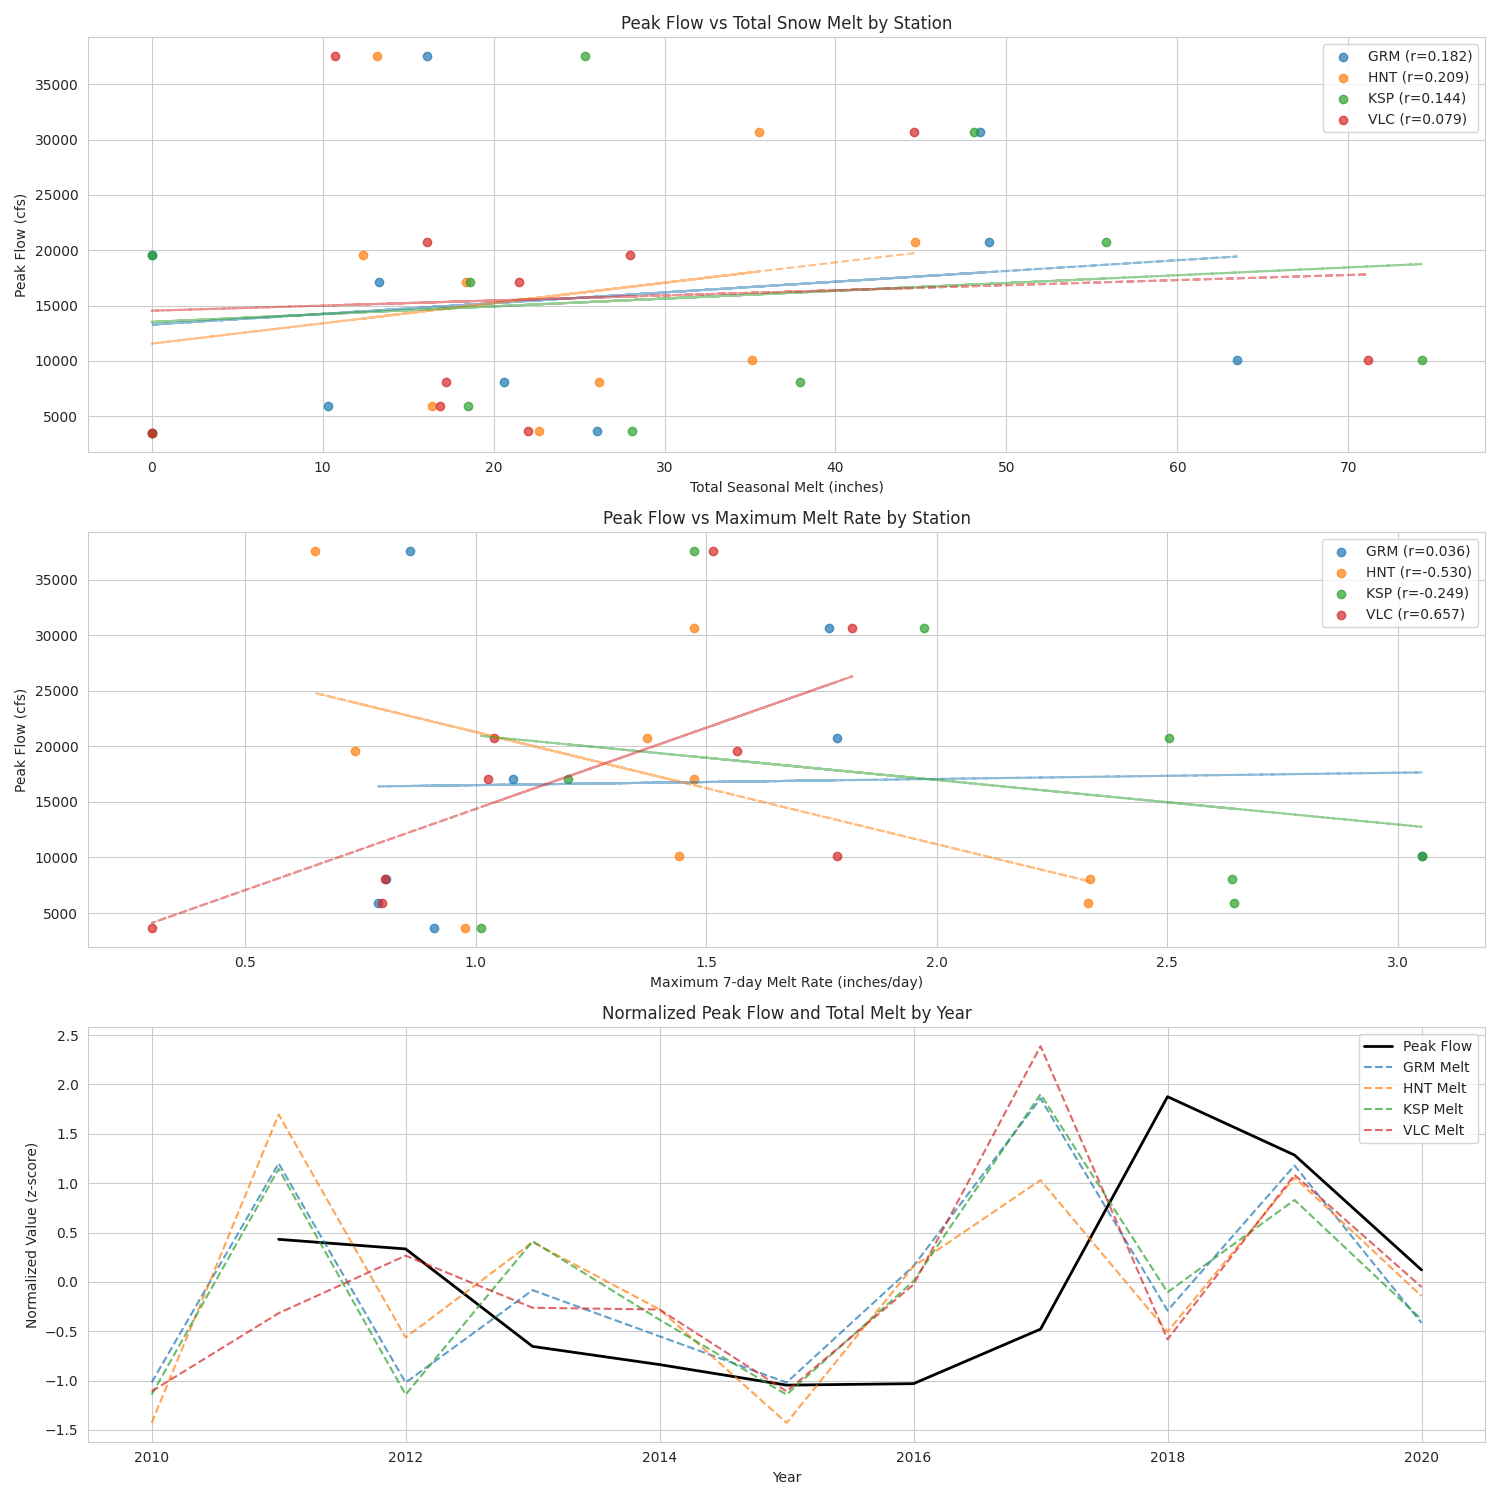 Peak Flow vs Total Snow Melt by Station
GRM (r=0.182)
HNT (r=0.209)
KSP (r=0.144)
VLC (r=0.079)
Peak Flow (cfs)
35000
30000
25000
20000
15000
10000
5000
0 10 20 30 40 50 60 70
Total Seasonal Melt (inches)
Peak Flow vs Maximum Melt Rate by Station
GRM (r=0.036)
HNT (r=-0.530)
KSP (r=-0.249)
VLC (r=0.657)
Peak Flow (cfs)
35000
30000
25000
20000
15000
10000
5000
0.5 1.0 1.5 2.0 2.5 3.0
Maximum 7-day Melt Rate (inches/day)
Normalized Peak Flow and Total Melt by Year
Peak Flow
GRM Melt
HNT Melt
KSP Melt
VLC Melt
Normalized Value (z-score)
2.5
2.0
1.5
1.0
0.5
0.0
−0.5
−1.0
−1.5
2010 2012 2014 2016 2018 2020
Year